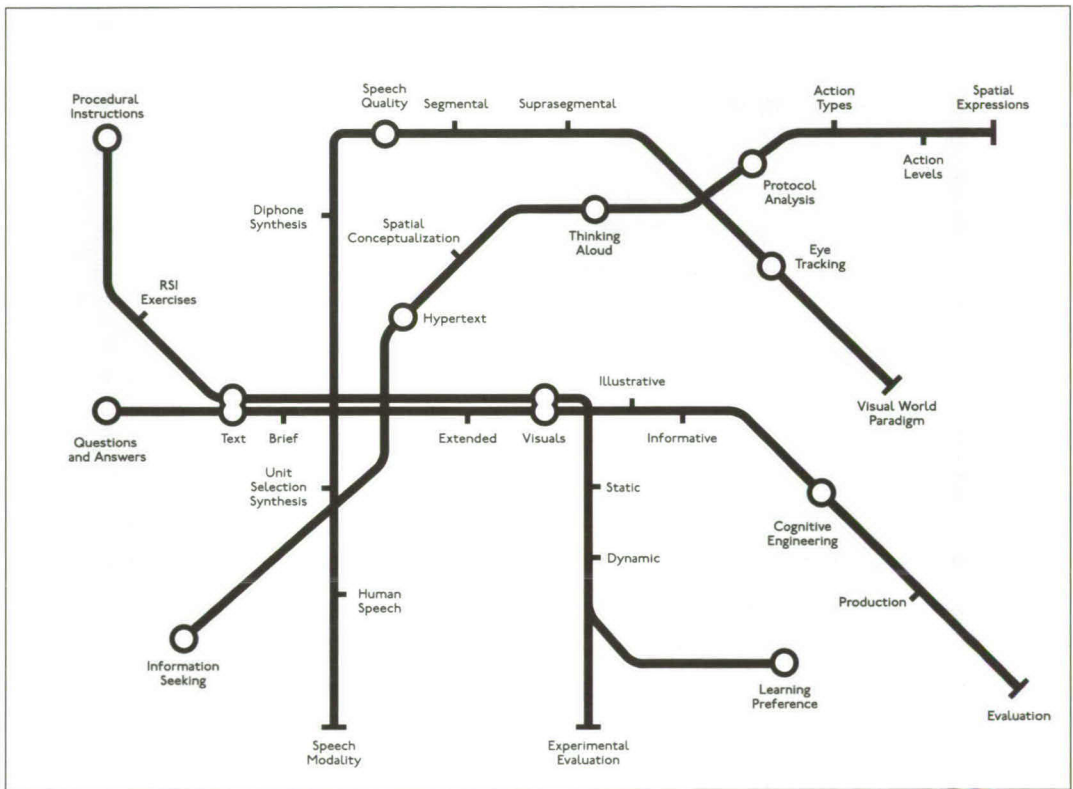 Procedural
Instructions
Speech
Quality
Segmental
Suprasegmental
Action
Types
Spatial
Expressions
Action
Levels
Protocol
Analysis
Diphone
Synthesis
Spatial
Conceptualization
Thinking
Aloud
Eye
Tracking
RSI
Exercises
Hypertext
Illustrative
Visual World
Paradigm
Questions
and Answers
Text
Brief
Extended
Visuals
Informative
Unit
Selection
Synthesis
Static
Cognitive
Engineering
Dynamic
Human
Speech
Production
Information
Seeking
Learning
Preference
Evaluation
Speech
Modality
Experimental
Evaluation